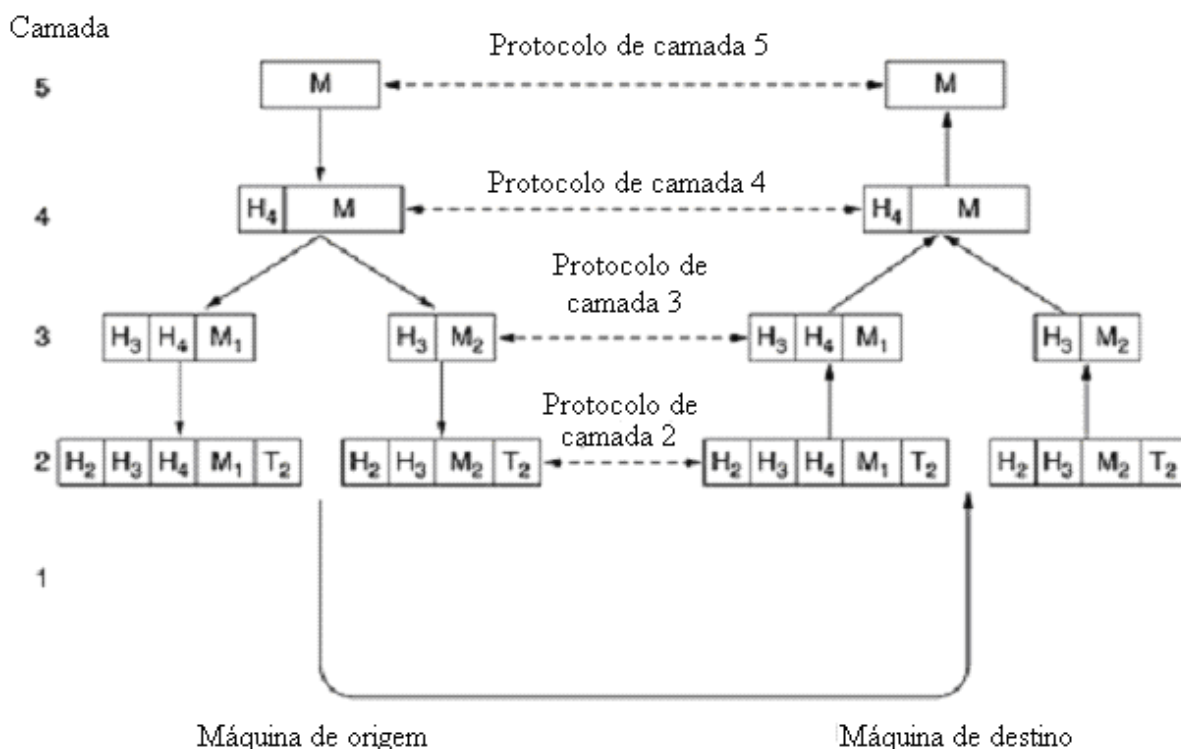 Camada
Protocolo de camada 5
5 M M
Protocolo de camada 4
4 H4 M H4 M
Protocolo de
camada 3
3 H3 H4 M1 H3 M2 H3 H4 M1 H3 M2
Protocolo de
camada 2
2 H2 H3 H4 M1 T2 H2 H3 M2 T2 H2 H3 H4 M1 T2 H2 H3 M2 T2
1
Máquina de origem Máquina de destino